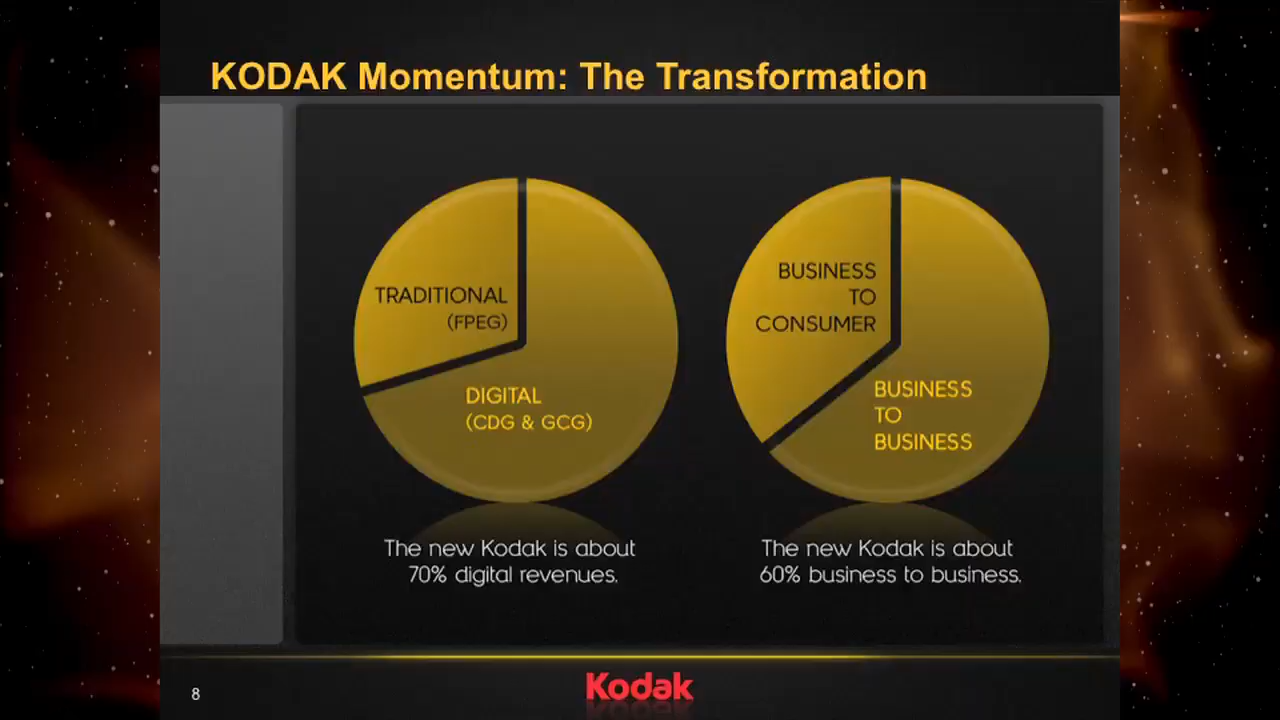 KODAK Momentum: The Transformation
TRADITIONAL
(FPEG)
DIGITAL
(CDG & GCG)
The new Kodak is about
70% digital revenues.
BUSINESS
TO
CONSUMER
BUSINESS
TO
BUSINESS
The new Kodak is about
60% business to business.
8
Kodak